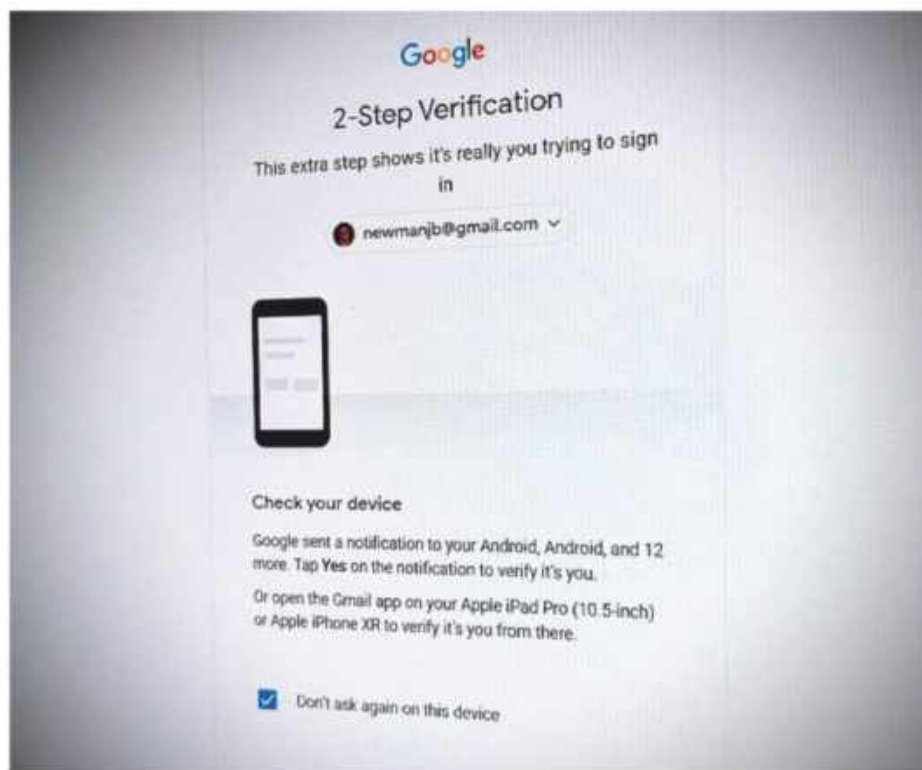 Google
2-Step Verification
This extra step shows it's really you trying to sign
in
newmanjb@gmail.com
Check your device
Google sent a notification to your Android, Android, and 12
more. Tap Yes on the notification to verify it's you.
Or open the Gmail app on your Apple iPad Pro (10.5-inch)
or Apple iPhone XR to verify it's you from there.
Don't ask again on this device